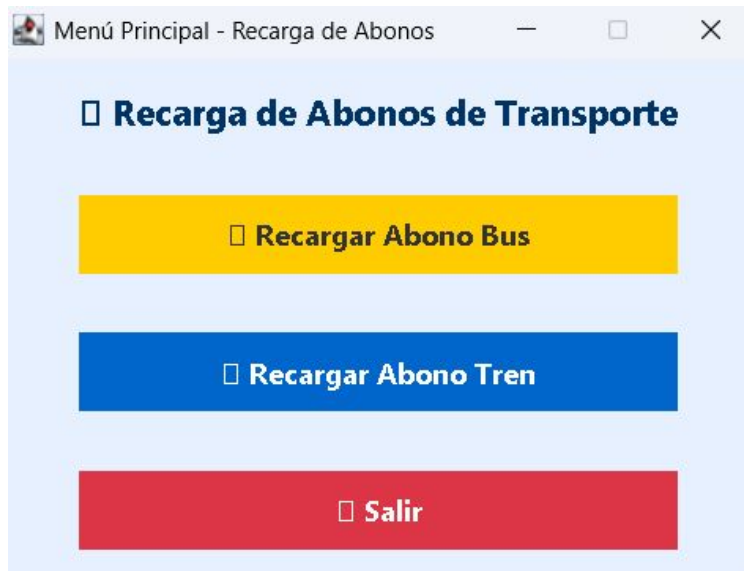 Menú Principal - Recarga de Abonos
▯ Recarga de Abonos de Transporte
▯ Recargar Abono Bus
▯ Recargar Abono Tren
▯ Salir